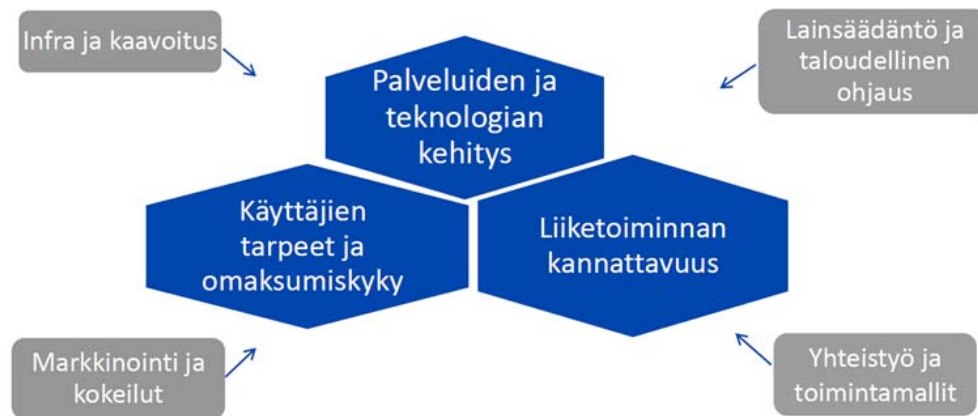 Infra ja kaavoitus
Lainsäädäntö ja
taloudellinen
ohjaus
Palveluiden ja
teknologian
kehitys
Käyttäjien
tarpeet ja
omaksumiskyky
Liiketoiminnan
kannattavuus
Markkinointi ja
kokeilut
Yhteistyö ja
toimintamallit